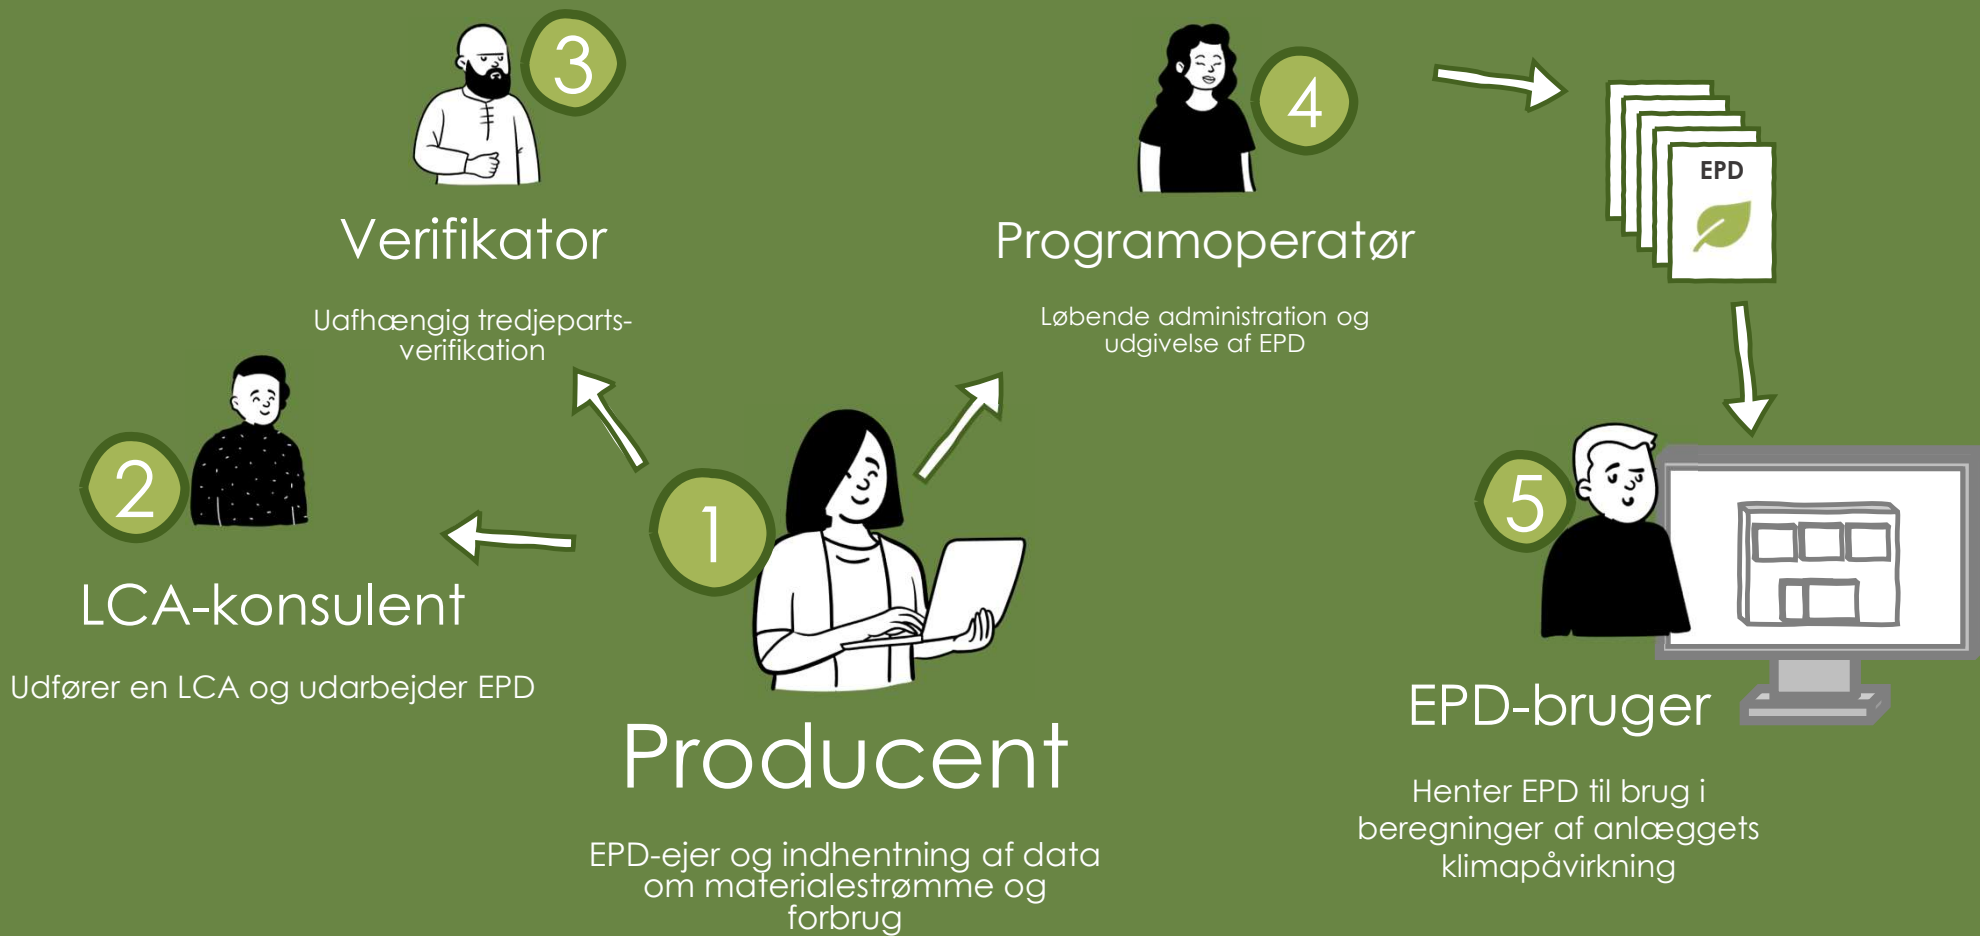 1
Producent
EPD-ejer og indhentning af data
om materialestrømme og
forbrug
2
LCA-konsulent
Udfører en LCA og udarbejder EPD
3
Verifikator
Uafhængig tredjeparts-
verifikation
4
Programoperatør
Løbende administration og
udgivelse af EPD
EPD
5
EPD-bruger
Henter EPD til brug i
beregninger af anlæggets
klimapåvirkning